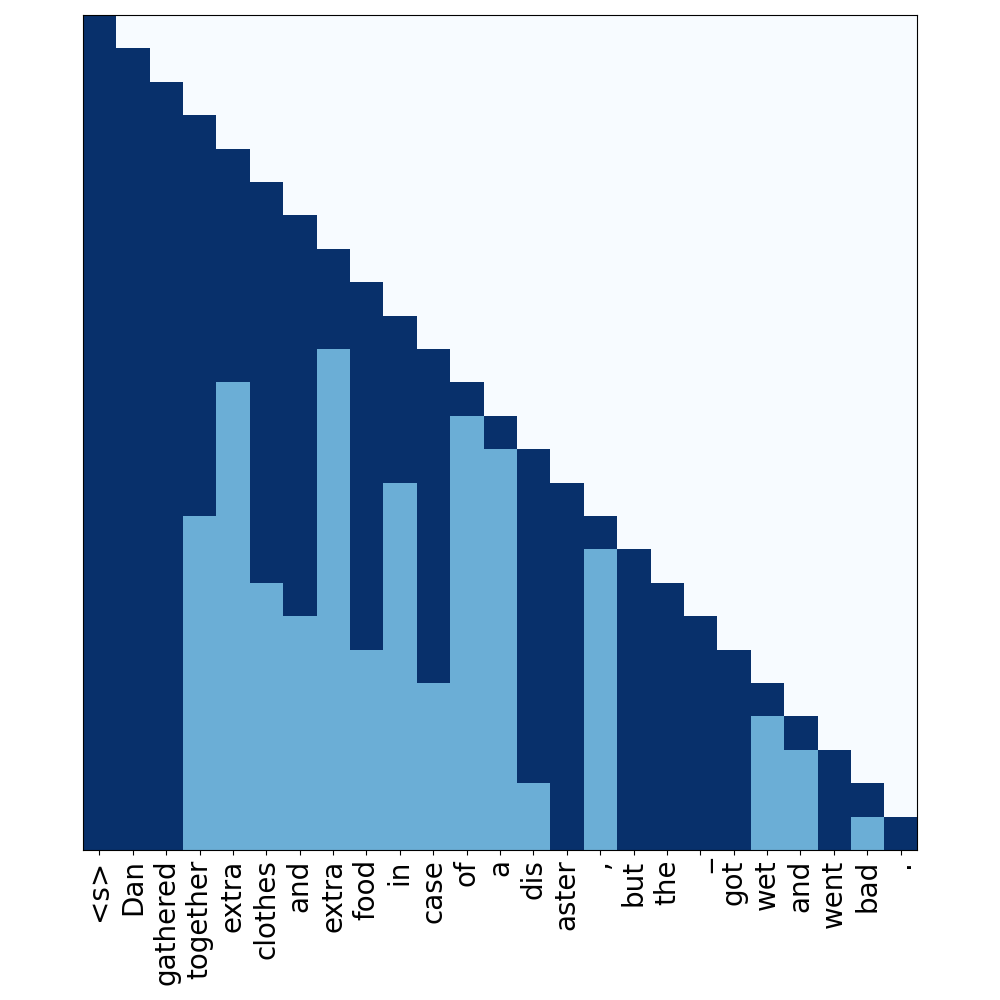 <s> Dan gathered together extra clothes and extra food in case of a dis aster , but the _ got wet and went bad .